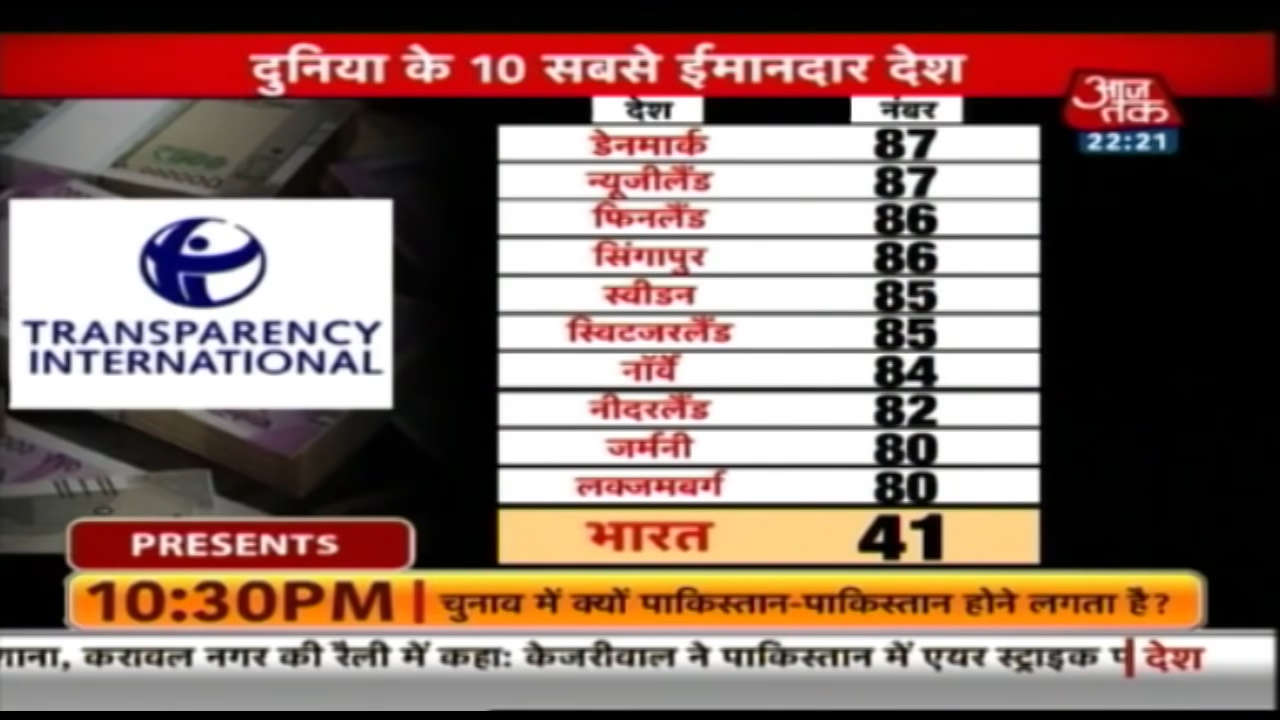 दुनिया के 10 सबसे ईमानदार देश
आज
तक
22:21
देश नंबर
डेनमार्क 87
न्यूजीलैंड 87
फिनलैंड 86
सिंगापुर 86
स्वीडन 85
स्विटजरलैंड 85
नॉर्वे 84
नीदरलैंड 82
जर्मनी 80
लक्जमबर्ग 80
भारत 41
TRANSPARENCY
INTERNATIONAL
PRESENTS
10:30PM | चुनाव में क्यों पाकिस्तान-पाकिस्तान होने लगता है?
करावल नगर की रैली में कहा: केजरीवाल ने पाकिस्तान में एयर स्ट्राइक | देश